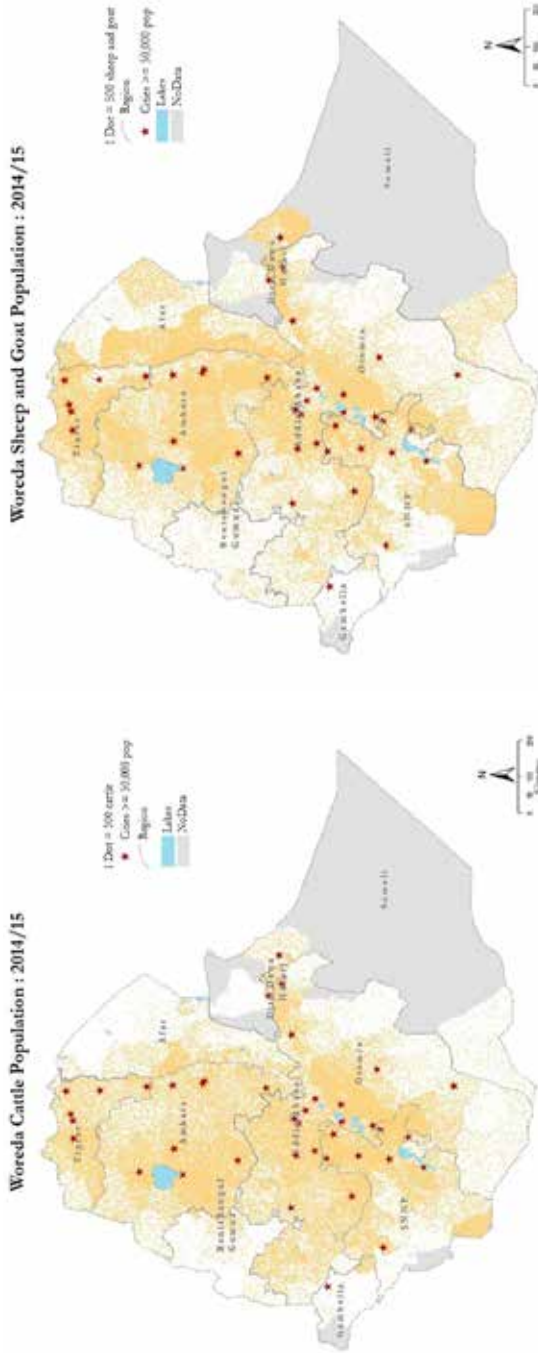 Woreda Cattle Population : 2014/15
1 Dot = 500 cattle
Cities >= 50,000 pop
Region
Lakes
NoData
Tigray
Afar
Amhara
Benishangul
Gumuz
Addis Ababa
Dire Dawa
Harari
Oromia
Gambella
SNNP
Somali
N
Woreda Sheep and Goat Population : 2014/15
1 Dot = 500 sheep and goat
Region
Cities >= 50,000 pop
Lakes
NoData
Tigray
Afar
Amhara
Benishangul
Gumuz
Addis Ababa
Dire Dawa
Harari
Oromia
Gambella
SNNP
Somali
N